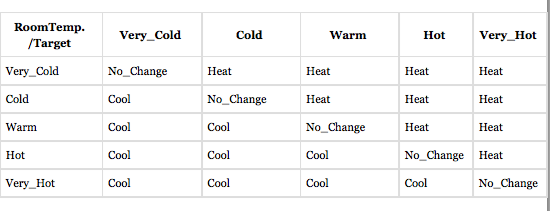 RoomTemp. /Target Very_Cold Cold Warm Hot Very_Hot
Very_Cold No_Change Heat Heat Heat Heat
Cold Cool No_Change Heat Heat Heat
Warm Cool Cool No_Change Heat Heat
Hot Cool Cool Cool No_Change Heat
Very_Hot Cool Cool Cool Cool No_Change